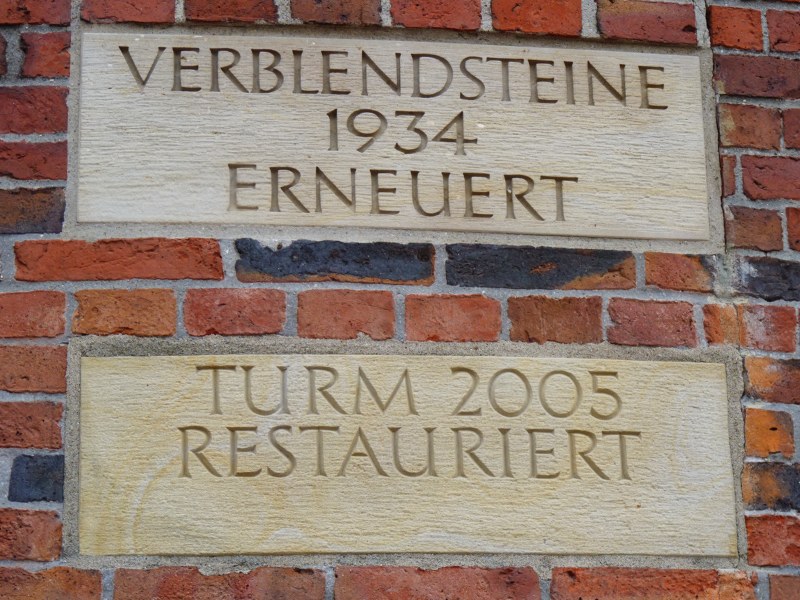 VERBLENDSTEINE
1934
ERNEUERT
TURM 2005
RESTAURIERT